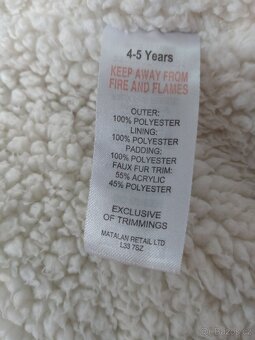 4-5 Years
KEEP AWAY FROM
FIRE AND FLAMES
OUTER:
100% POLYESTER
LINING:
100% POLYESTER
PADDING:
100% POLYESTER
FAUX FUR TRIM:
55% ACRYLIC
45% POLYESTER
EXCLUSIVE
OF TRIMMINGS
MATALAN RETAIL LTD
L33 7SZ